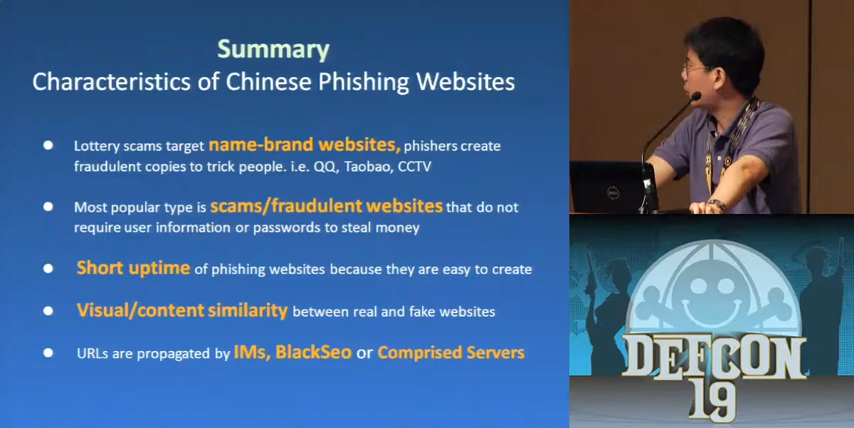 Summary
Characteristics of Chinese Phishing Websites
Lottery scams target name-brand websites, phishers create
fraudulent copies to trick people. i.e. QQ, Taobao, CCTV
Most popular type is scams/fraudulent websites that do not
require user information or passwords to steal money
Short uptime of phishing websites because they are easy to create
Visual/content similarity between real and fake websites
URLs are propagated by IMs, BlackSeo or Comprised Servers
DELL
DEFCON
19